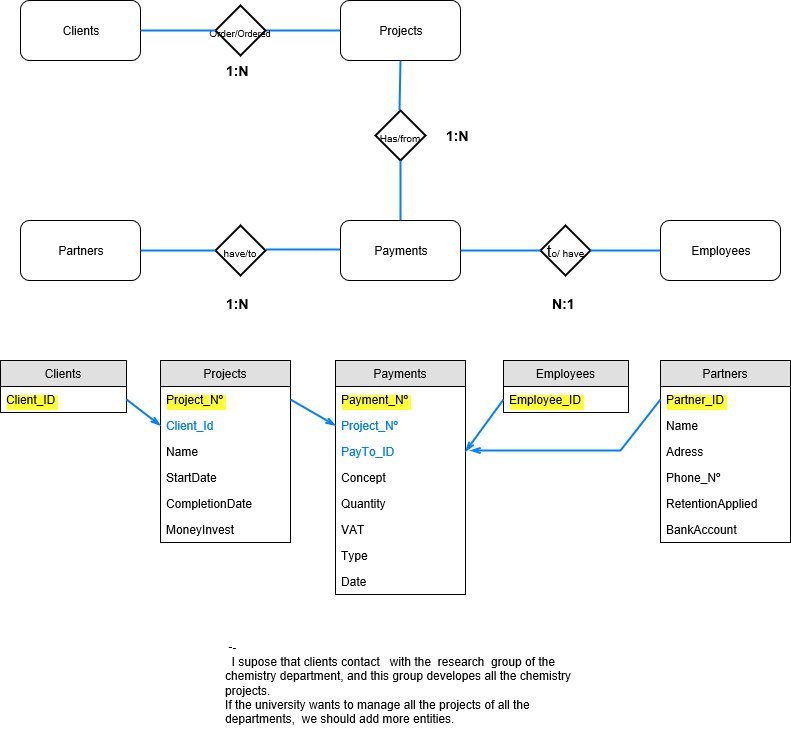 Clients
Order/Ordered
Projects
1:N
Has/from
1:N
Partners
have/to
Payments
to/ have
Employees
1:N
N:1
Clients
Client_ID
Projects
Project_Nº
Client_Id
Name
StartDate
CompletionDate
MoneyInvest
Payments
Payment_Nº
Project_Nº
PayTo_ID
Concept
Quantity
VAT
Type
Date
Employees
Employee_ID
Partners
Partner_ID
Name
Adress
Phone_Nº
RetentionApplied
BankAccount
--
I supose that clients contact with the research group of the
chemistry department, and this group developes all the chemistry
projects.
If the university wants to manage all the projects of all the
departments, we should add more entities.